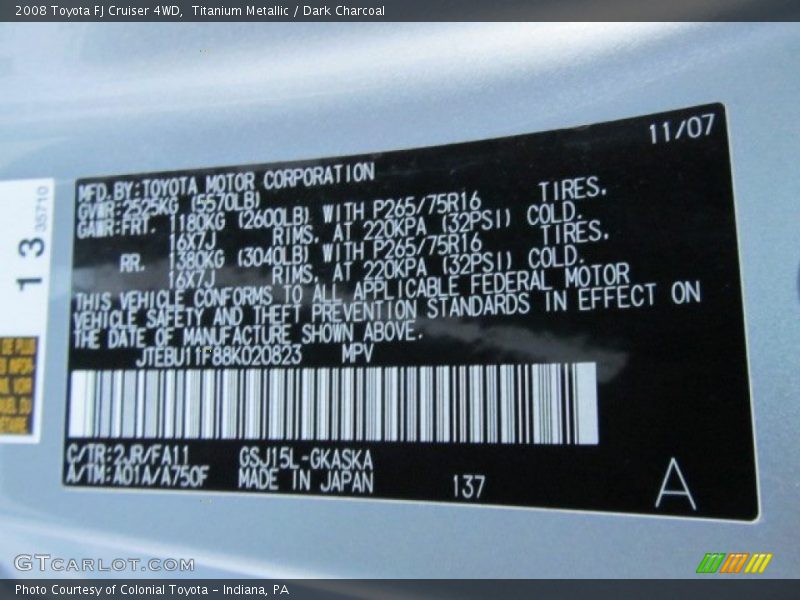 2008 Toyota FJ Cruiser 4WD, Titanium Metallic / Dark Charcoal
11/07
MFD. BY: TOYOTA MOTOR CORPORATION
GVWR: 2525KG (5570LB)
GAWR: FRT. 1180KG (2600LB) WITH P265/75R16 TIRES.
16X7J RIMS. AT 220KPA (32PSI) COLD.
RR. 1380KG (3040LB) WITH P265/75R16 TIRES.
16X7J RIMS. AT 220KPA (32PSI) COLD.
THIS VEHICLE CONFORMS TO ALL APPLICABLE FEDERAL MOTOR
VEHICLE SAFETY AND THEFT PREVENTION STANDARDS IN EFFECT ON
THE DATE OF MANUFACTURE SHOWN ABOVE.
JTEBU11F88K020823 MPV
C/TR: 2JR/FA11 GSJ15L-GKASKA
A/TM: A01A/A750F MADE IN JAPAN 137 A
1 3
35710
GTCARLOT.COM
Photo Courtesy of Colonial Toyota - Indiana, PA